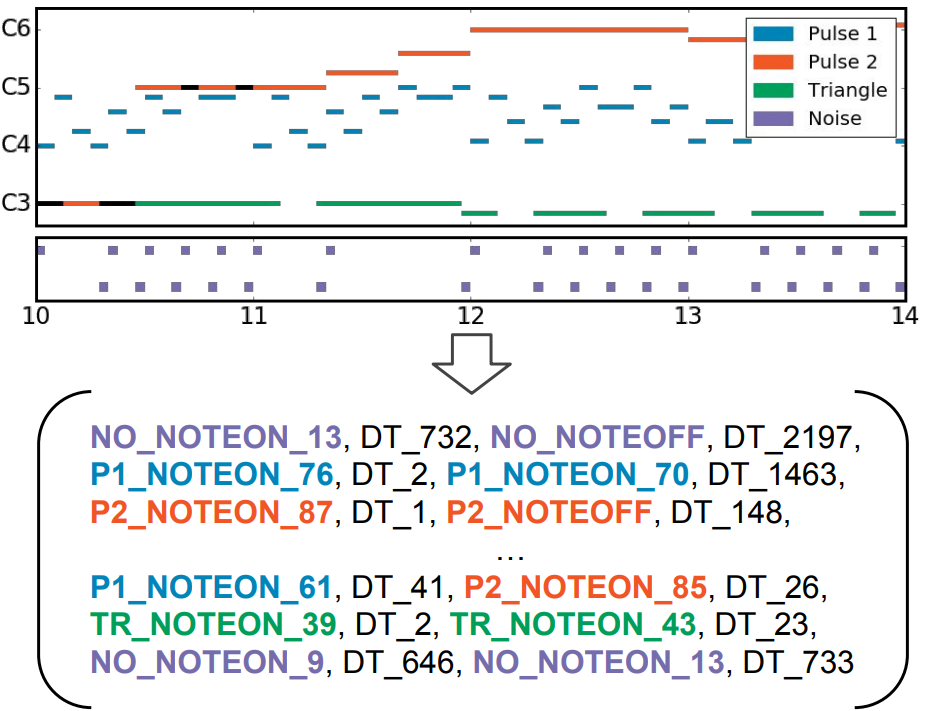 C6
C5
C4
C3
Pulse 1
Pulse 2
Triangle
Noise
10 11 12 13 14
NO_NOTEON_13, DT_732, NO_NOTEOFF, DT_2197,
P1_NOTEON_76, DT_2, P1_NOTEON_70, DT_1463,
P2_NOTEON_87, DT_1, P2_NOTEOFF, DT_148,
...
P1_NOTEON_61, DT_41, P2_NOTEON_85, DT_26,
TR_NOTEON_39, DT_2, TR_NOTEON_43, DT_23,
NO_NOTEON_9, DT_646, NO_NOTEON_13, DT_733